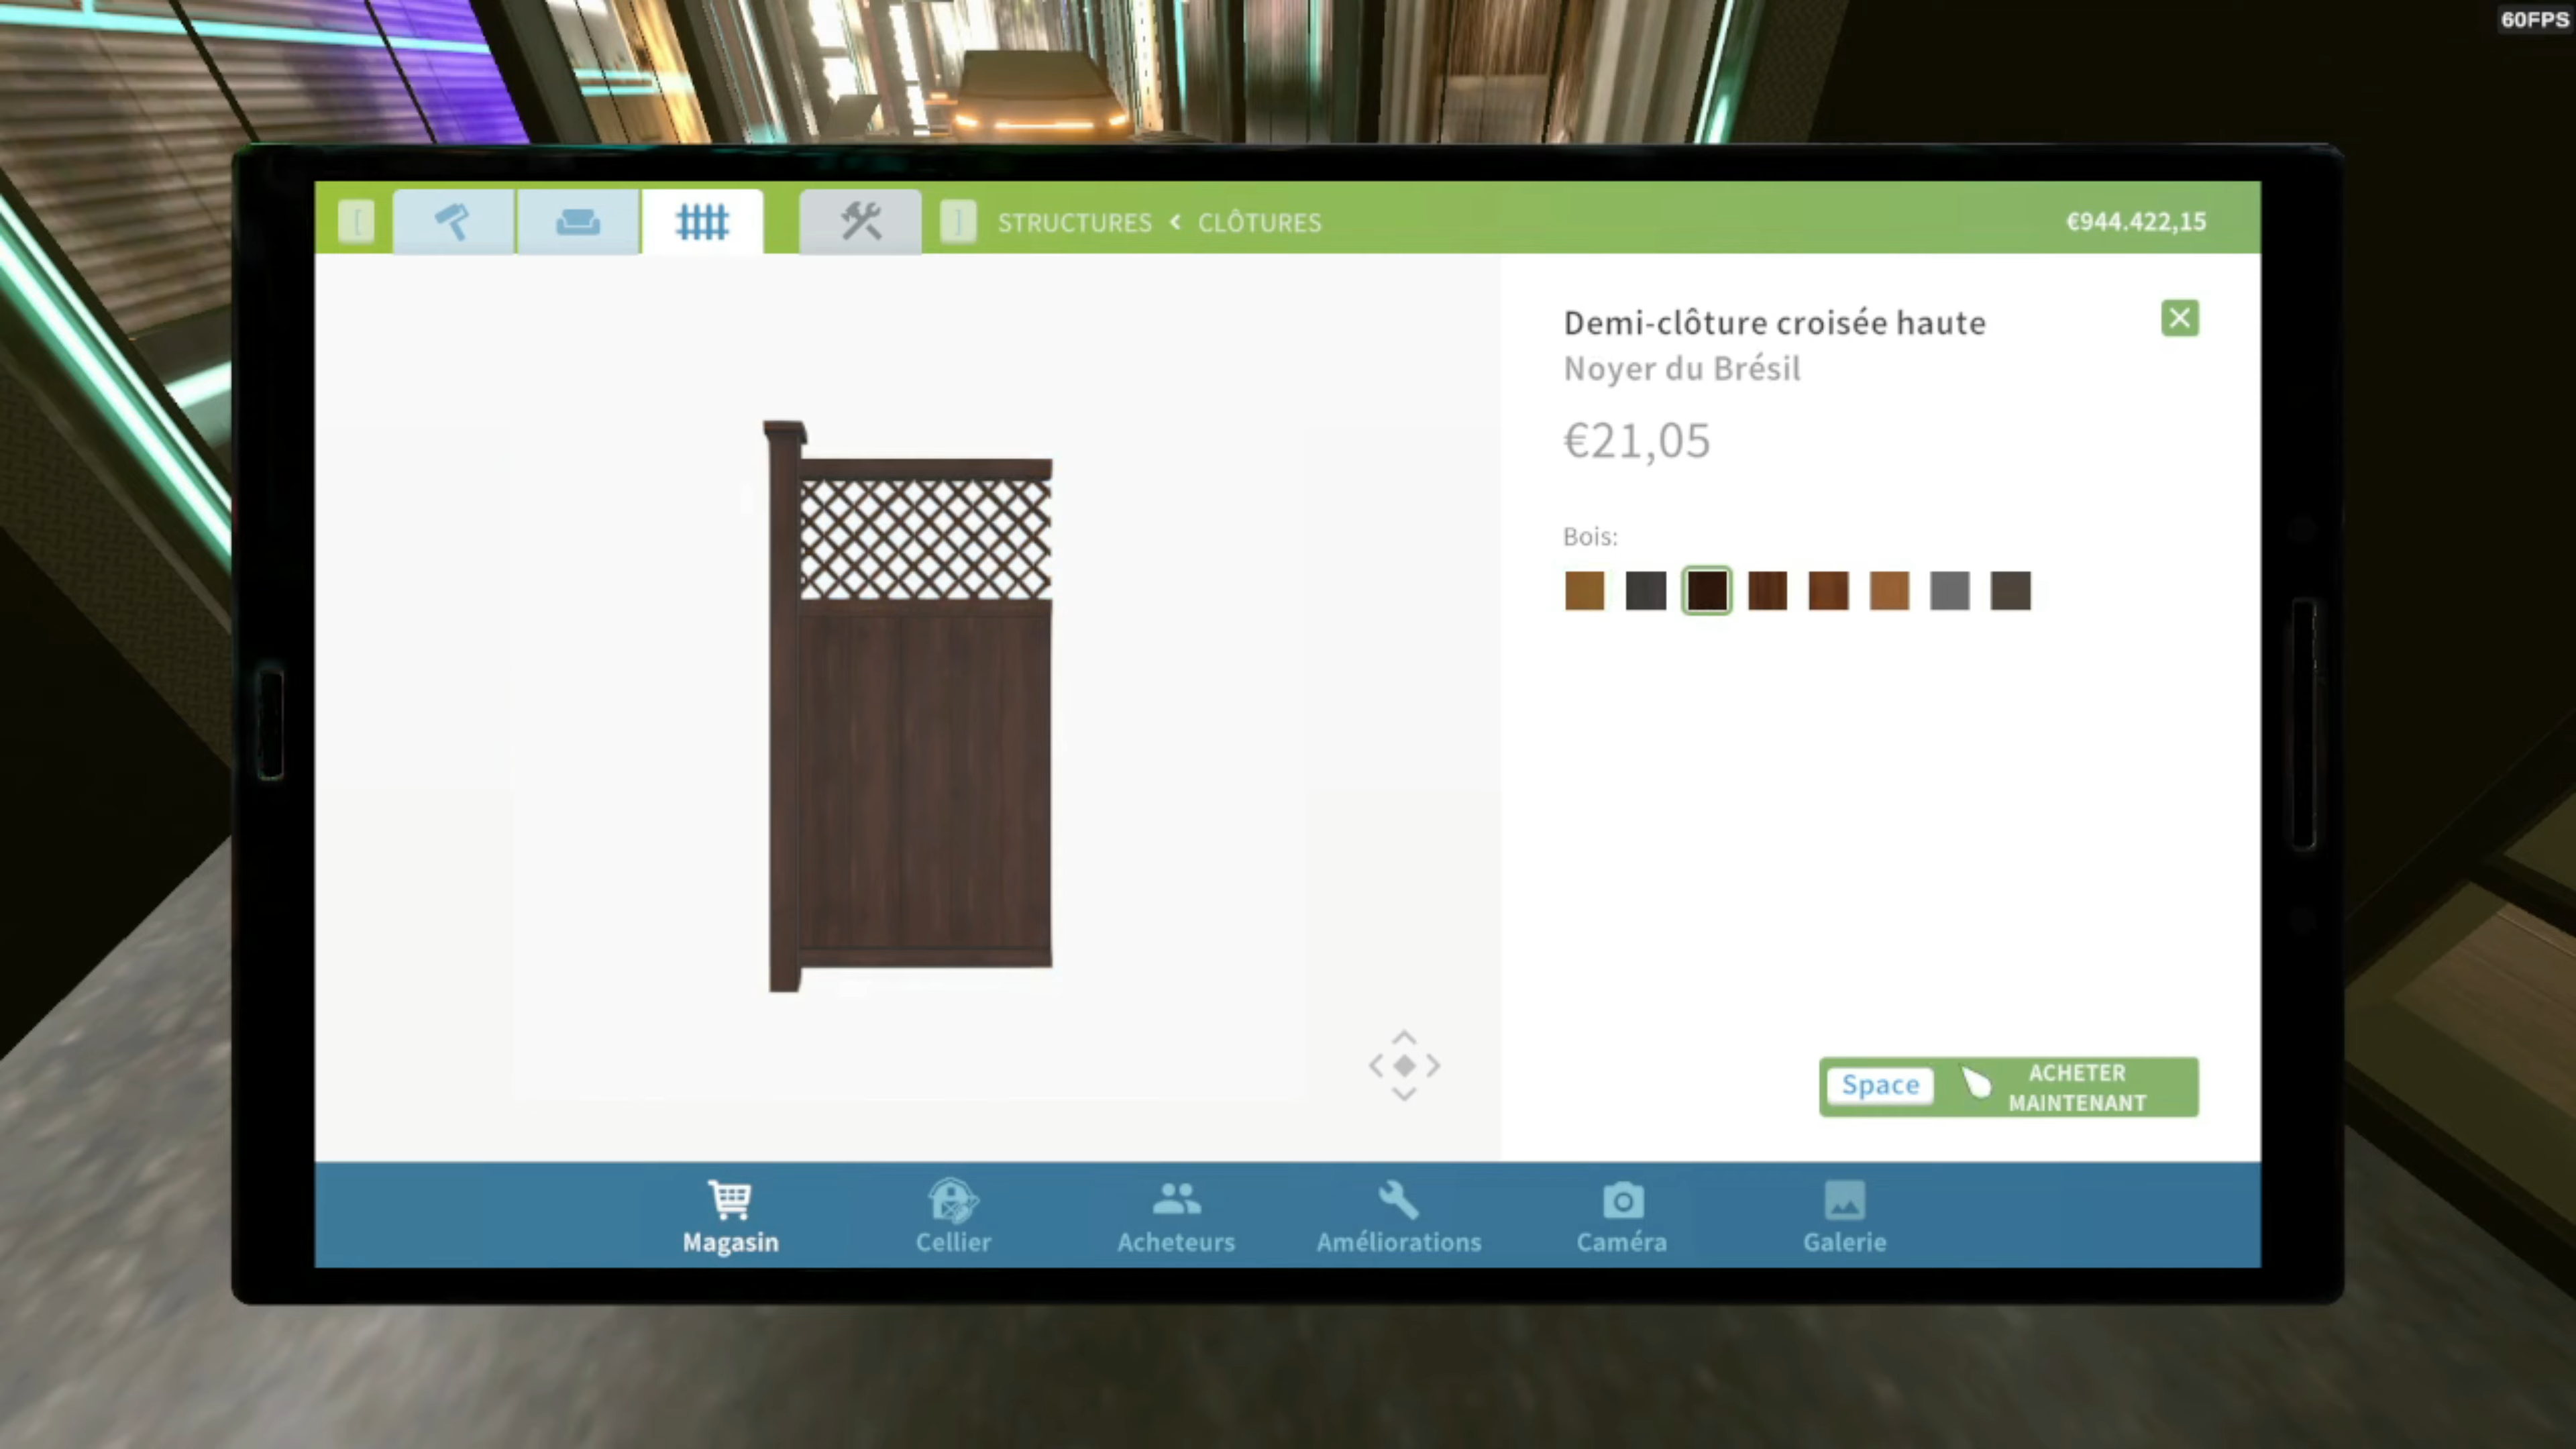 60FPS
[
]
STRUCTURES < CLÔTURES
€944.422,15
Demi-clôture croisée haute
Noyer du Brésil
€21,05
Bois:
Space
ACHETER
MAINTENANT
Magasin
Cellier
Acheteurs
Améliorations
Caméra
Galerie